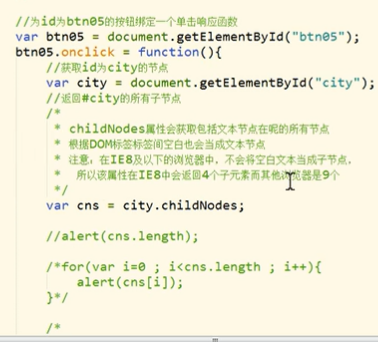 //为id为btn05的按钮绑定一个单击响应函数
var btn05 = document.getElementById("btn05");
btn05.onclick = function(){
//获取id为city的节点
var city = document.getElementById("city");
//返回#city的所有子节点
/*
* childNodes属性会获取包括文本节点在呢的所有节点
* 根据DOM标签标签间空白也会当成文本节点
* 注意：在IE8及以下的浏览器中，不会将空白文本当成子节点，
* 所以该属性在IE8中会返回4个子元素而其他浏览器是9个
*/
var cns = city.childNodes;
//alert(cns.length);
/*for(var i=0 ; i<cns.length ; i++){
alert(cns[i]);
}*/
/*